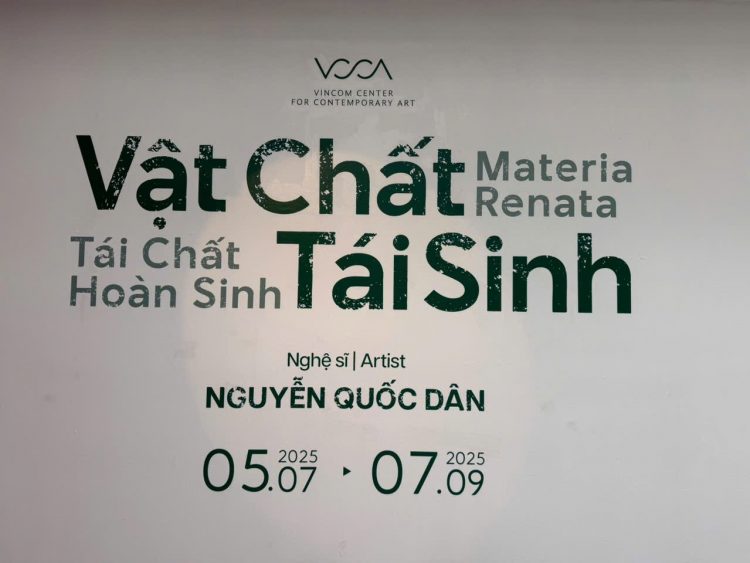 VCCA
VINCOM CENTER
FOR CONTEMPORARY ART
Vật Chất
Materia
Renata
Tái Chất
Hoàn Sinh
Tái Sinh
Nghệ sĩ | Artist
NGUYỄN QUỐC DÂN
05.07 2025 ▸ 07.09 2025